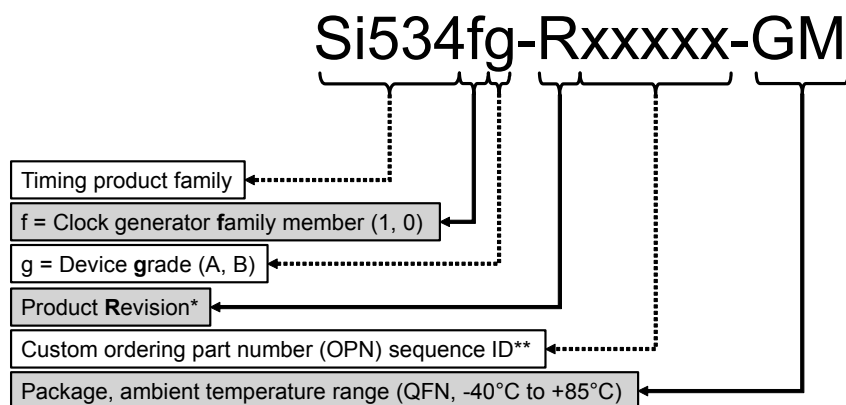 Si534fg-Rxxxxx-GM
Timing product family
f = Clock generator family member (1, 0)
g = Device grade (A, B)
Product Revision*
Custom ordering part number (OPN) sequence ID**
Package, ambient temperature range (QFN, -40°C to +85°C)